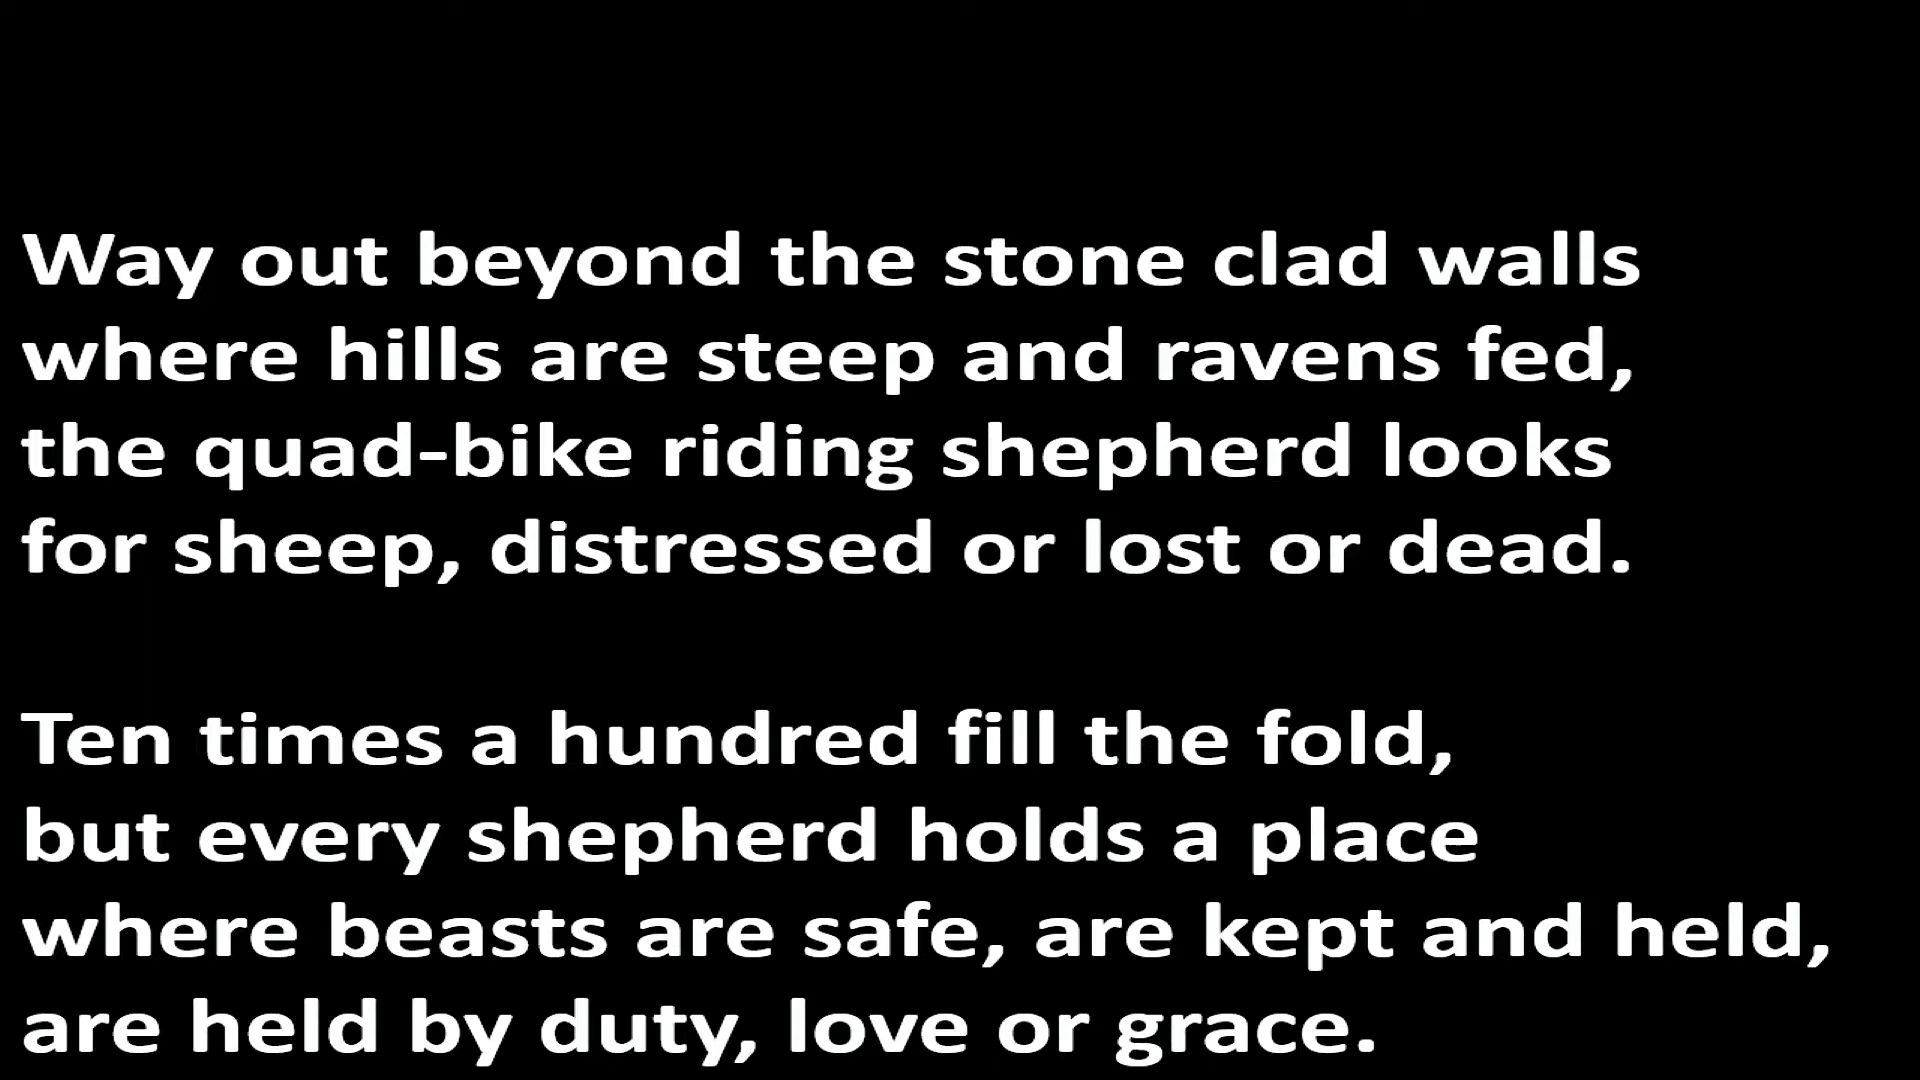 Way out beyond the stone clad walls
where hills are steep and ravens fed,
the quad-bike riding shepherd looks
for sheep, distressed or lost or dead.

Ten times a hundred fill the fold,
but every shepherd holds a place
where beasts are safe, are kept and held,
are held by duty, love or grace.